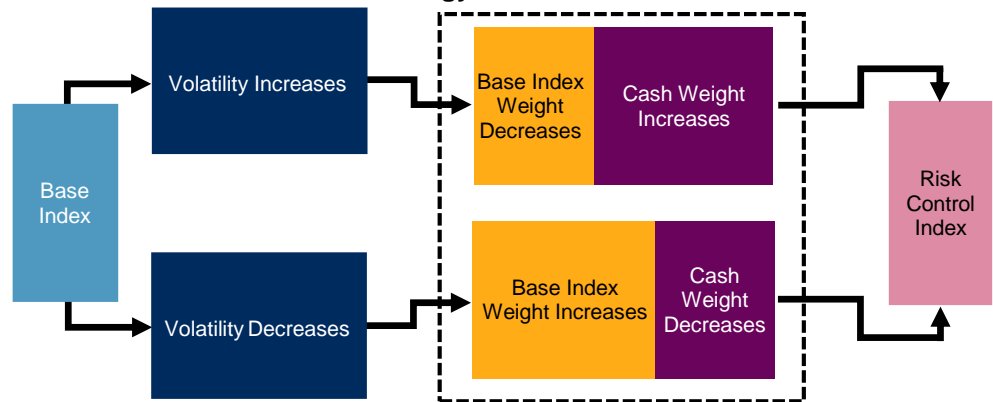 Volatility Increases
Base Index
Weight
Decreases
Cash Weight
Increases
Base
Index
Risk
Control
Index
Volatility Decreases
Base Index
Weight Increases
Cash
Weight
Decreases